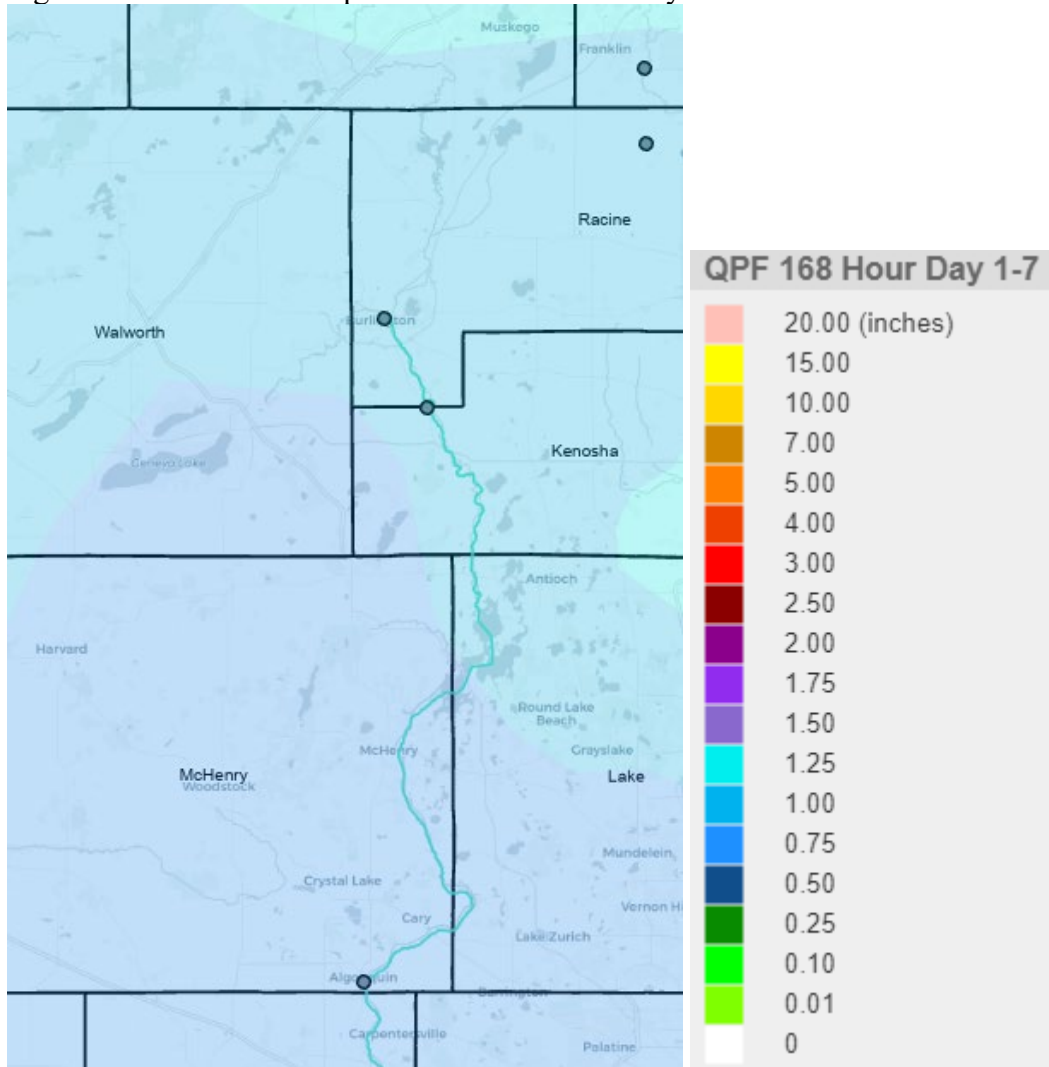 Muskego
Franklin
Racine
Burlington
Walworth
Kenosha
Geneva Lake
Antioch
Harvard
Round Lake
Beach
McHenry
Grayslake
McHenry
Woodstock
Lake
Mundelein
Crystal Lake
Vernon H
Cary
Lake Zurich
Algonquin
Barrington
Carpentersville
Palatine
QPF 168 Hour Day 1-7
20.00 (inches)
15.00
10.00
7.00
5.00
4.00
3.00
2.50
2.00
1.75
1.50
1.25
1.00
0.75
0.50
0.25
0.10
0.01
0